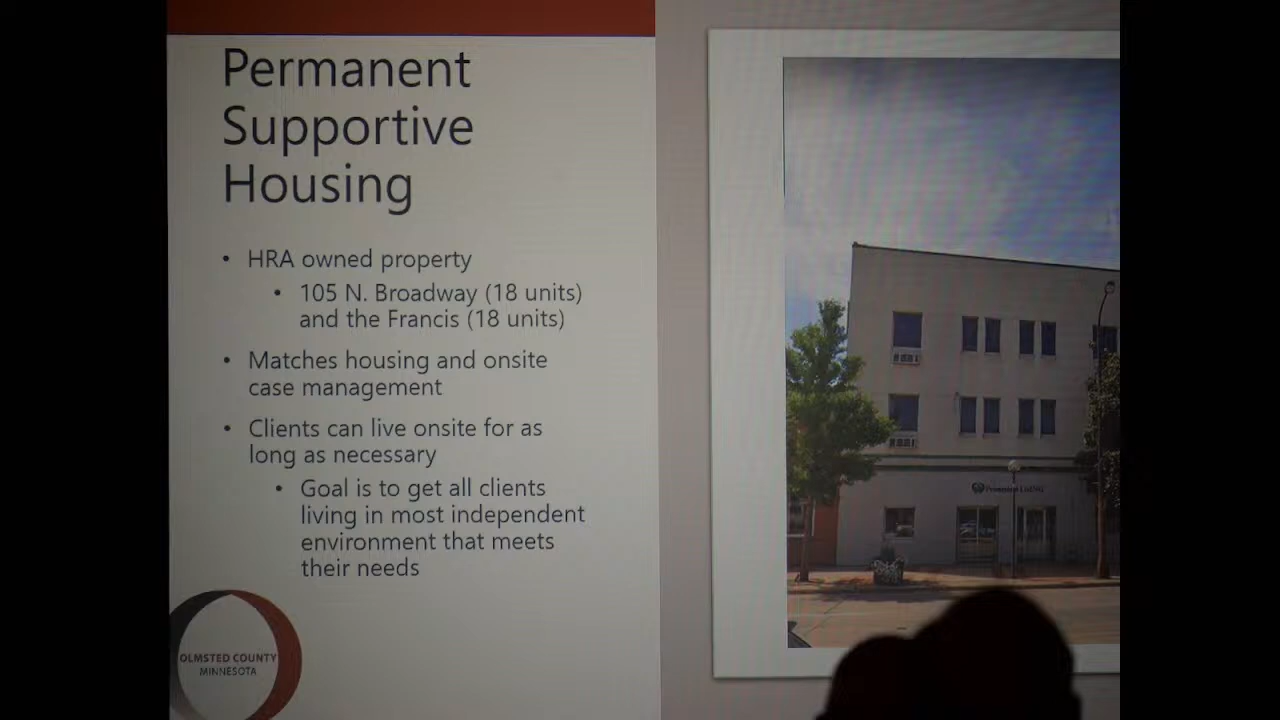 Permanent
Supportive
Housing
• HRA owned property
• 105 N. Broadway (18 units)
and the Francis (18 units)
• Matches housing and onsite
case management
• Clients can live onsite for as
long as necessary
• Goal is to get all clients
living in most independent
environment that meets
their needs
OLMSTED COUNTY
MINNESOTA